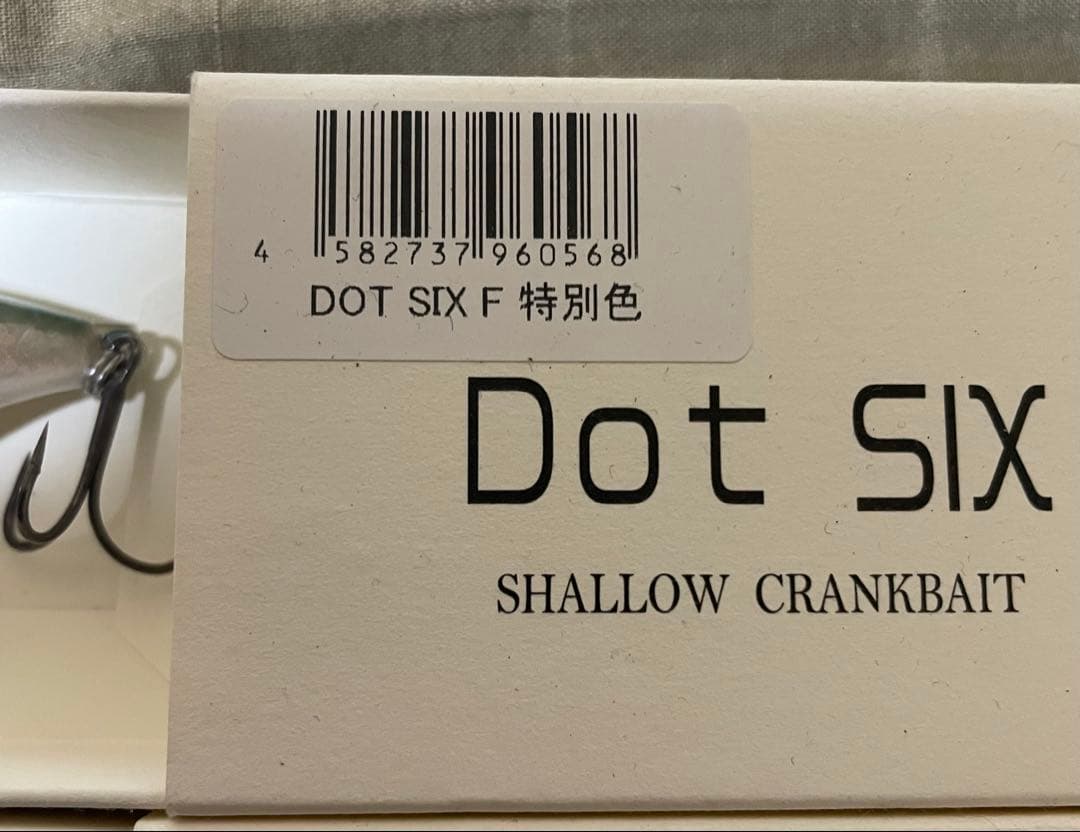 4 582737 960568
DOT SIX F 特別色
Dot SIX
SHALLOW CRANKBAIT